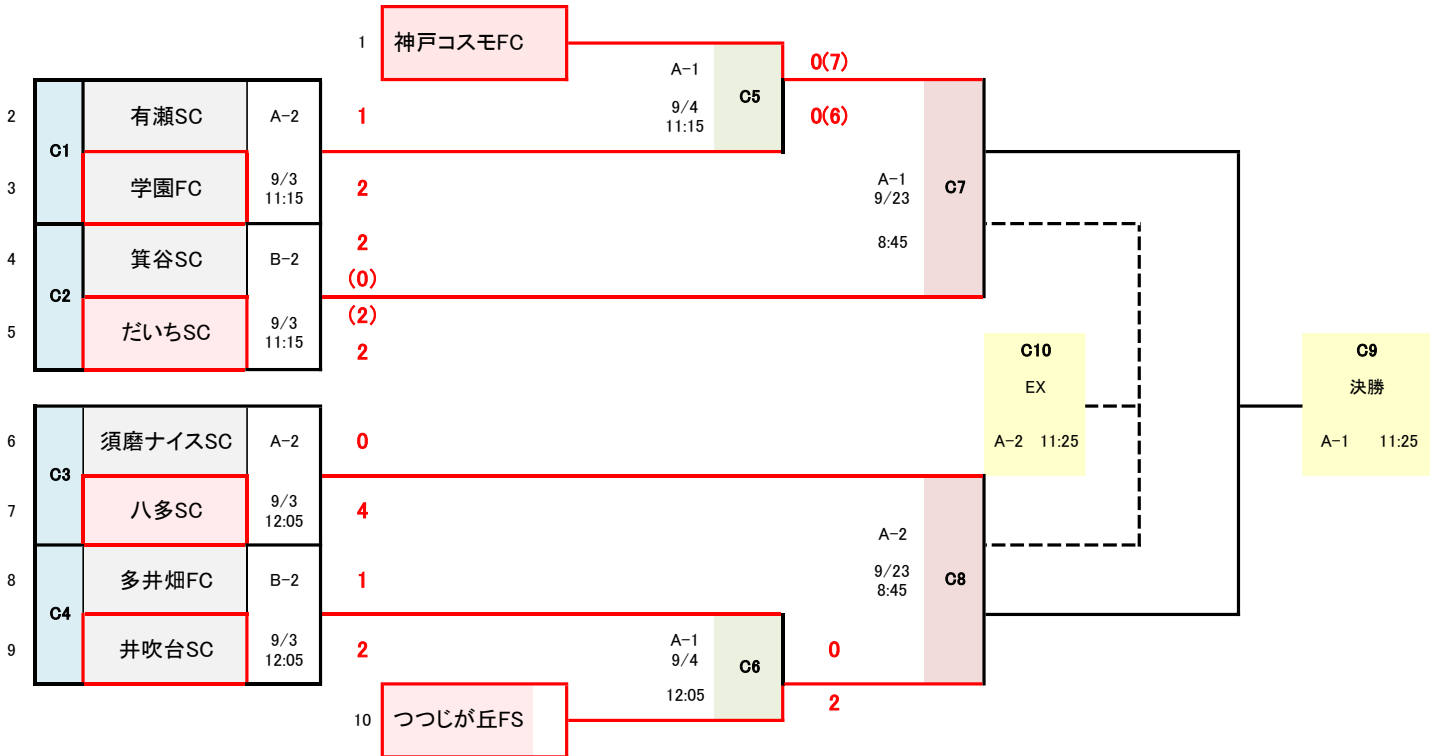 1
神戸コスモFC
A-1
9/4
11:15
C5
0(7)
0(6)
2
C1
有瀬SC
A-2
1
3
学園FC
9/3
11:15
2
A-1
9/23
8:45
C7
4
C2
箕谷SC
B-2
2
(0)
5
だいちSC
9/3
11:15
(2)
2
C10
EX
A-2 11:25
C9
決勝
A-1 11:25
6
C3
須磨ナイスSC
A-2
0
7
八多SC
9/3
12:05
4
A-2
9/23
8:45
C8
8
C4
多井畑FC
B-2
1
9
井吹台SC
9/3
12:05
2
A-1
9/4
12:05
C6
0
2
10
つつじが丘FS